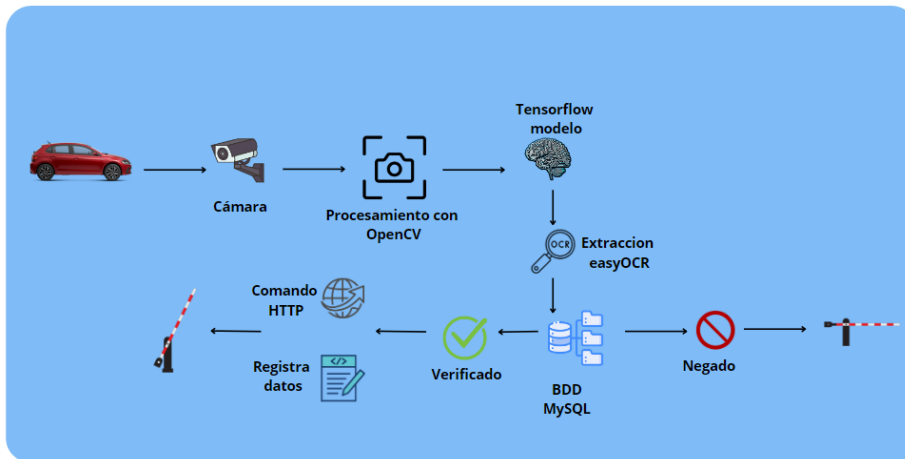 Tensorflow
modelo
Cámara
Procesamiento con
OpenCV
OCR
Extraccion
easyOCR
Comando
HTTP
</>
Registra
datos
Verificado
BDD
MySQL
Negado